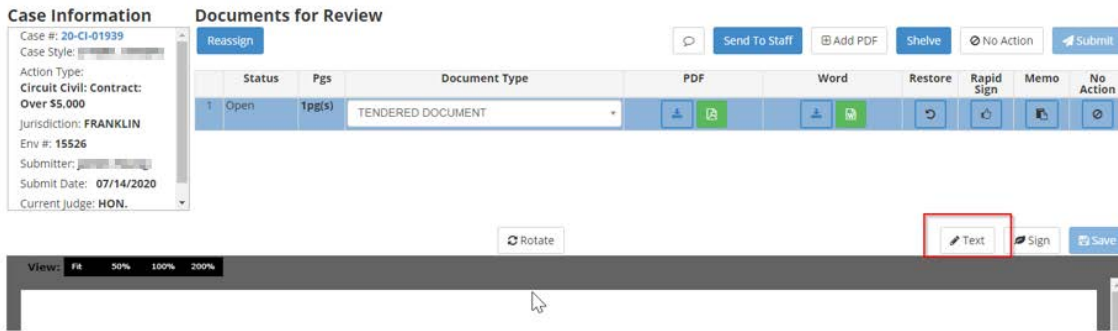 Case Information
Documents for Review
Case #: 20-CI-01939
Case Style:
Action Type:
Circuit Civil: Contract:
Over $5,000
Jurisdiction: FRANKLIN
Env #: 15526
Submitter:
Submit Date: 07/14/2020
Current Judge: HON.
Reassign
Send To Staff
Add PDF
Shelve
No Action
Submit
Status Pgs Document Type PDF Word Restore Rapid Sign Memo No Action
1 Open 1pg(s) TENDERED DOCUMENT
Rotate
Text
Sign
Save
View: Fit 50% 100% 200%